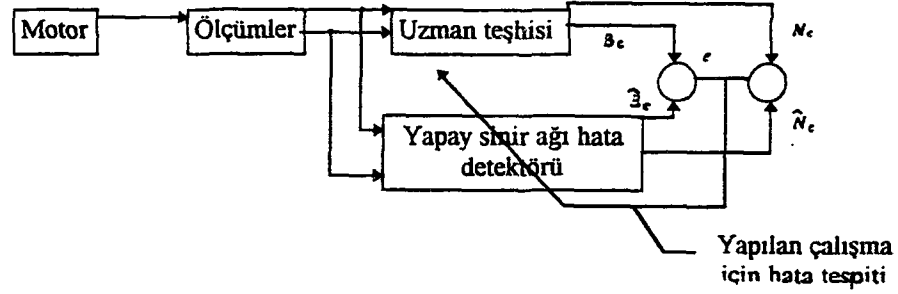 Motor
Ölçümler
Uzman teşhisi
B_c
N_c
e
B̂_c
N̂_c
Yapay sinir ağı hata
detektörü
Yapılan çalışma
için hata tespiti